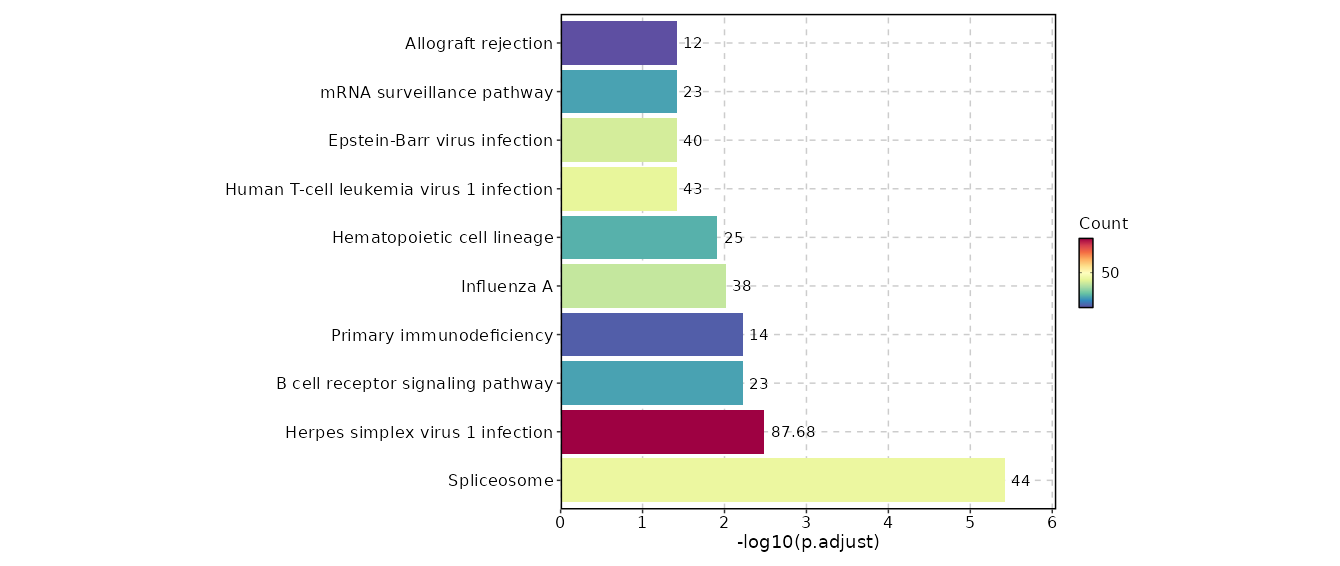 Allograft rejection 12
mRNA surveillance pathway 23
Epstein-Barr virus infection 40
Human T-cell leukemia virus 1 infection 43
Hematopoietic cell lineage 25
Influenza A 38
Primary immunodeficiency 14
B cell receptor signaling pathway 23
Herpes simplex virus 1 infection 87.68
Spliceosome 44
0 1 2 3 4 5 6
-log10(p.adjust)
Count
50